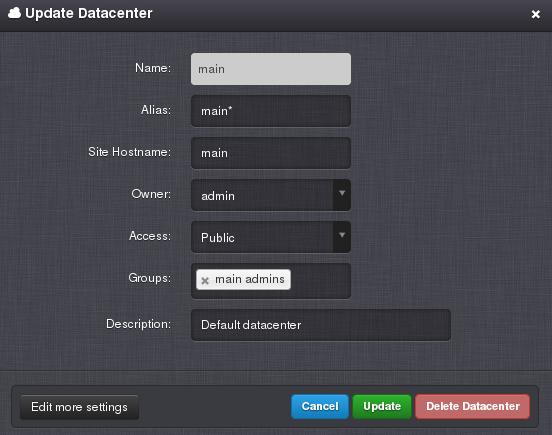 Update Datacenter ×
Name: main
Alias: main*
Site Hostname: main
Owner: admin
Access: Public
Groups: × main admins
Description: Default datacenter
Edit more settings Cancel Update Delete Datacenter